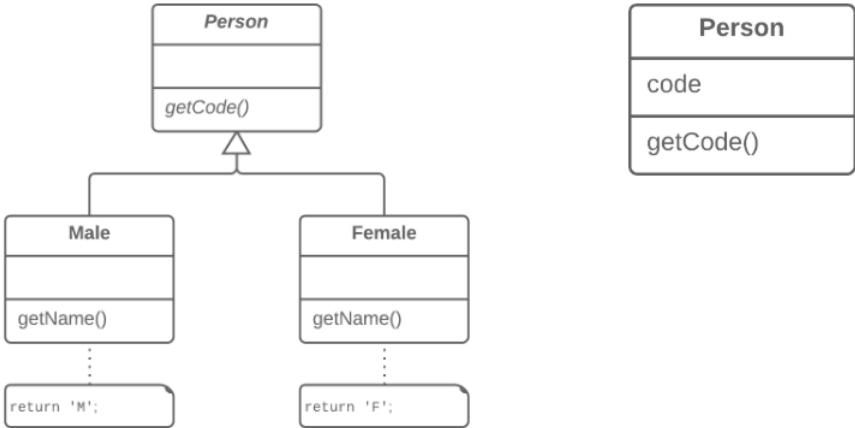 Person
getCode()
Male
getName()
return 'M';
Female
getName()
return 'F';
Person
code
getCode()